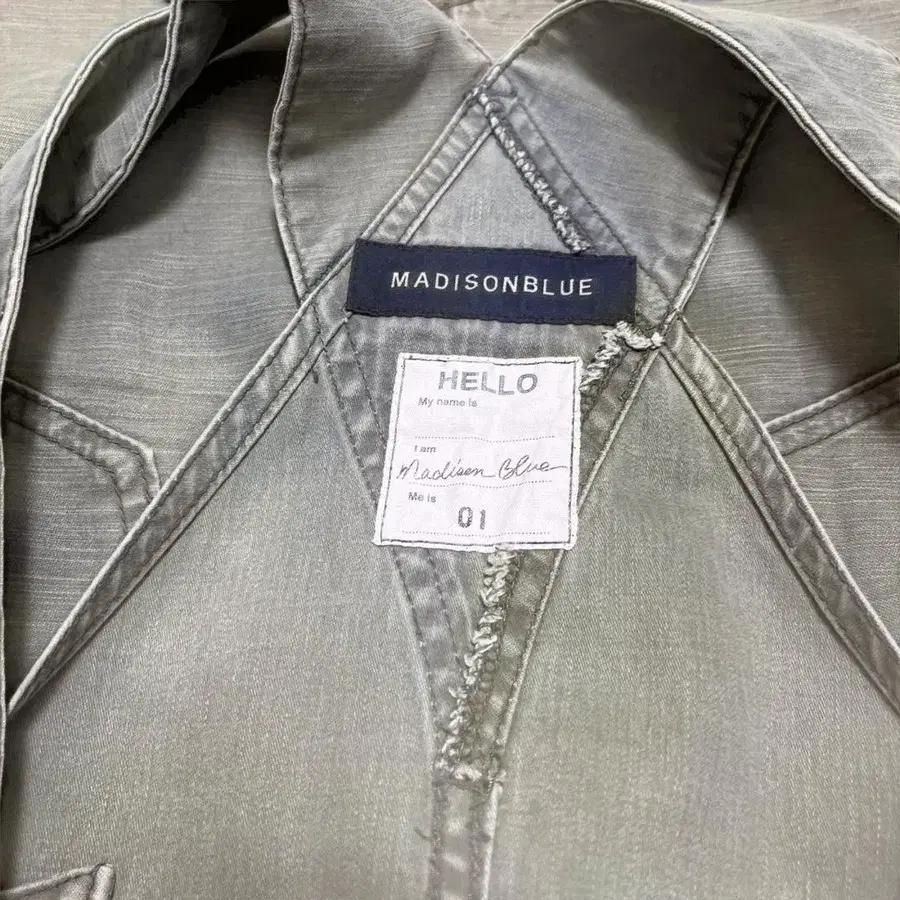 MADISONBLUE
HELLO
My name is
I am
Madison Blue
Me is
01